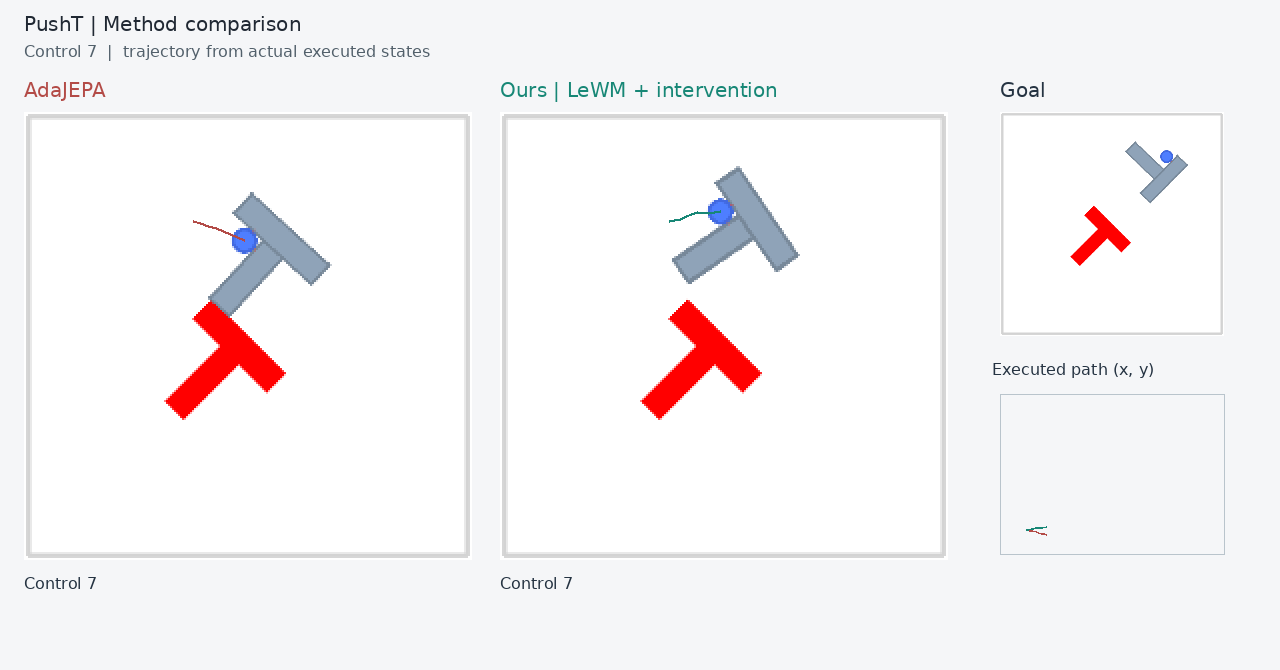 PushT | Method comparison
Control 7 | trajectory from actual executed states
AdaJEPA
Ours | LeWM + intervention
Goal
Executed path (x, y)
Control 7
Control 7